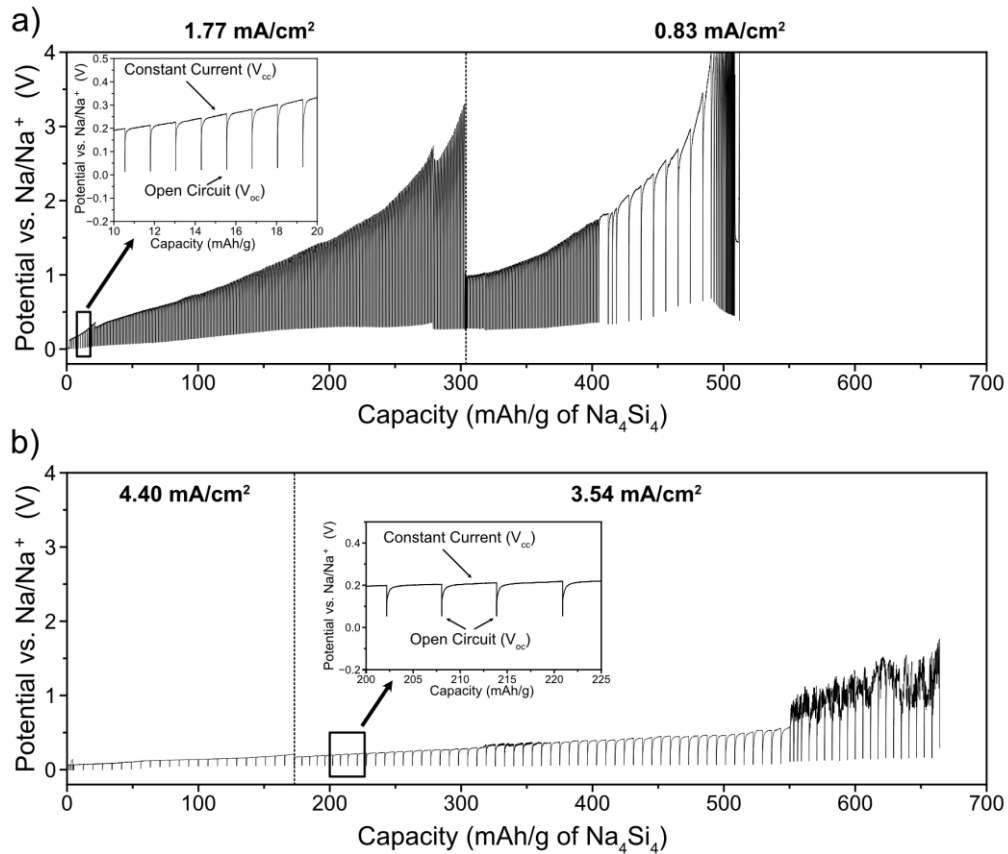 a)
1.77 mA/cm²
0.83 mA/cm²
Potential vs. Na/Na⁺ (V)
4
3
2
1
0
Potential vs. Na/Na⁺ (V)
0.5
0.4
0.3
0.2
0.1
0.0
−0.1
−0.2
Constant Current (V_cc)
Open Circuit (V_oc)
10 12 14 16 18 20
Capacity (mAh/g)
0 100 200 300 400 500 600 700
Capacity (mAh/g of Na₄Si₄)
b)
4.40 mA/cm²
3.54 mA/cm²
Potential vs. Na/Na⁺ (V)
4
3
2
1
0
Potential vs. Na/Na⁺ (V)
0.4
0.2
0.0
−0.2
Constant Current (V_cc)
Open Circuit (V_oc)
200 205 210 215 220 225
Capacity (mAh/g)
0 100 200 300 400 500 600 700
Capacity (mAh/g of Na₄Si₄)